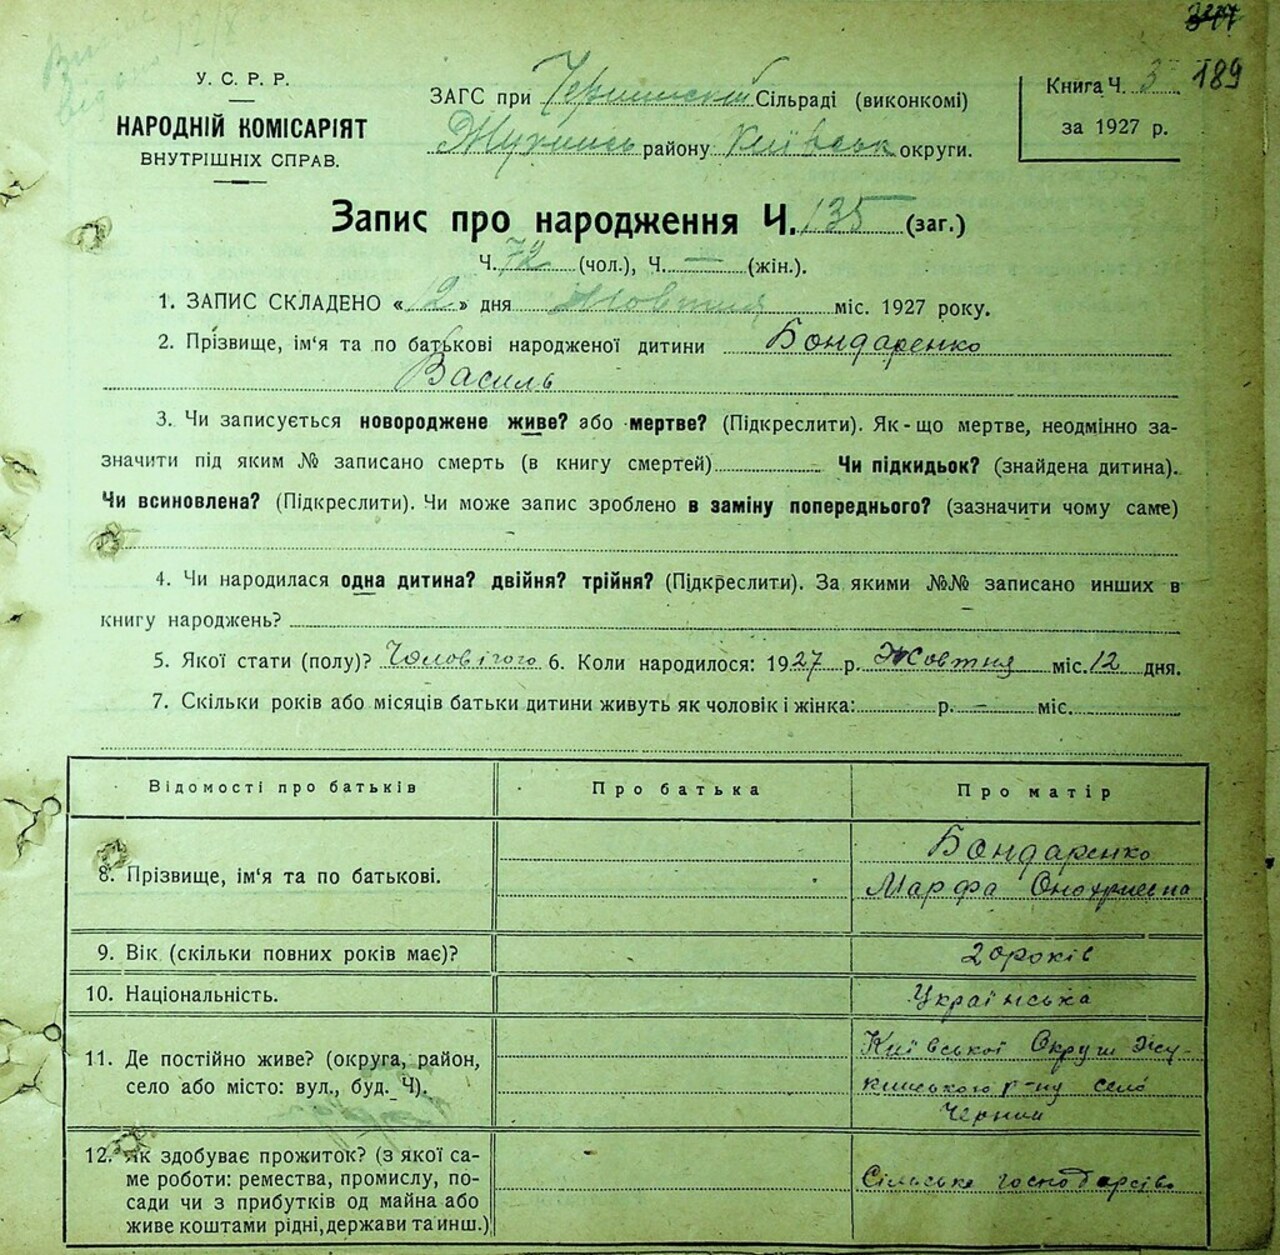 189
У. С. Р. Р.
НАРОДНІЙ КОМІСАРІЯТ
ВНУТРІШНІХ СПРАВ.
ЗАГС при Чернинській Сільраді (виконкомі)
Жукинсь району Київськ округи.
Книга Ч. 3
за 1927 р.
Запис про народження Ч. 135 (заг.)
Ч. 72 (чол.), Ч. — (жін.).
1. ЗАПИС СКЛАДЕНО «12» дня Жовтня міс. 1927 року.
2. Прізвище, ім'я та по батькові народженої дитини Бондаренко
Василь
3. Чи записується новороджене живе? або мертве? (Підкреслити). Як-що мертве, неодмінно за-
значити під яким № записано смерть (в книгу смертей) Чи підкидьок? (знайдена дитина).
Чи всиновлена? (Підкреслити). Чи може запис зроблено в заміну попереднього? (зазначити чому саме)
4. Чи народилася одна дитина? двійня? трійня? (Підкреслити). За якими №№ записано инших в
книгу народжень?
5. Якої стати (полу)? Чоловічого 6. Коли народилося: 1927 р. Жовтня міс. 12 дня.
7. Скільки років або місяців батьки дитини живуть як чоловік і жінка: р. — міс.
Відомості про батьків
Про батька
Про матір
8. Прізвище, ім'я та по батькові.
Бондаренко
Марфа
9. Вік (скільки повних років має)?
20 років
10. Національність.
Українська
11. Де постійно живе? (округа, район,
село або місто: вул., буд. Ч).
Київської Округи Жу-
кинського р-ну село
Чернин
12. Як здобуває прожиток? (з якої са-
ме роботи: ремества, промислу, по-
сади чи з прибутків од майна або
живе коштами рідні, держави та инш.)
Сільське господарство